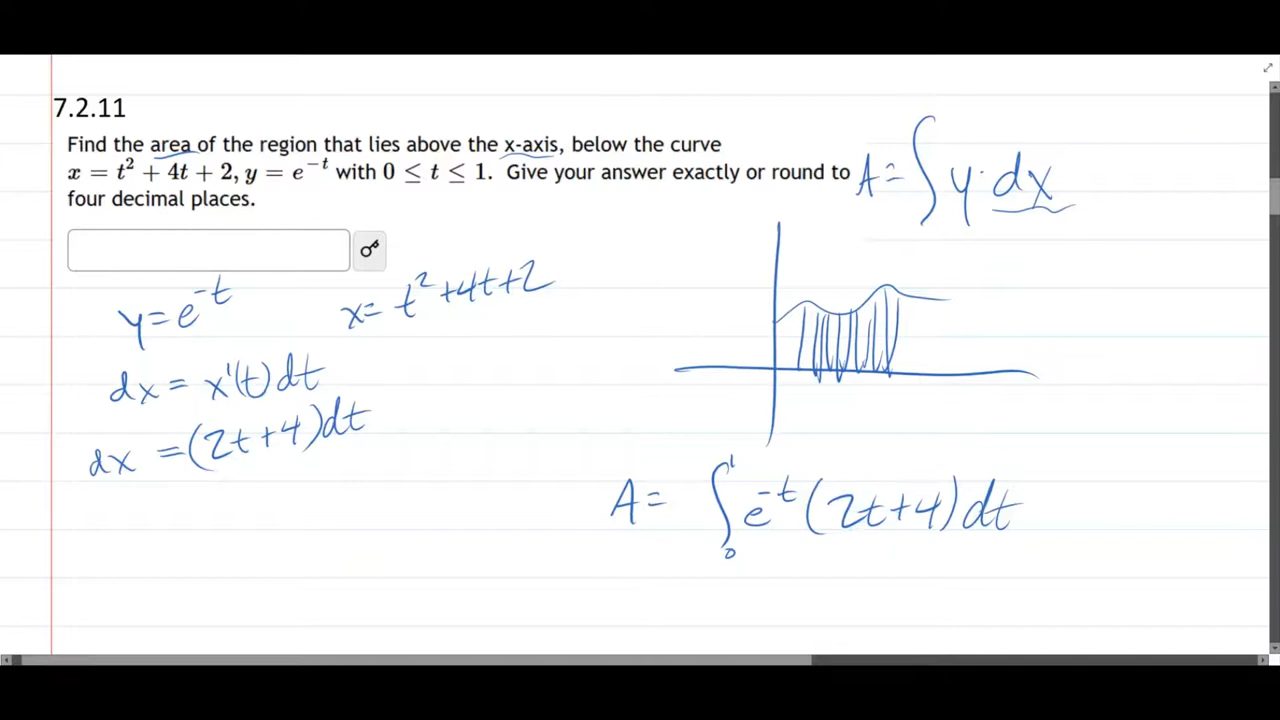 7.2.11
Find the area of the region that lies above the x-axis, below the curve
x = t² + 4t + 2, y = e⁻ᵗ with 0 ≤ t ≤ 1. Give your answer exactly or round to
four decimal places.
A = ∫ y · dx
y = e⁻ᵗ x = t² + 4t + 2
dx = x'(t) dt
dx = (2t + 4) dt
A = ∫₀¹ e⁻ᵗ (2t + 4) dt